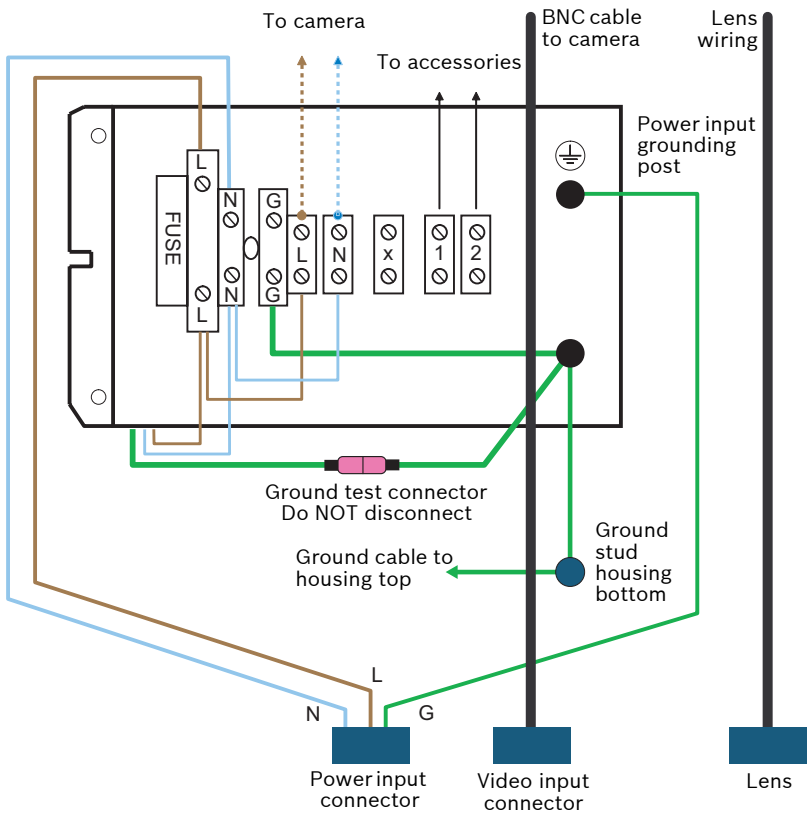 To camera
BNC cable
to camera
Lens
wiring
To accessories
Power input
grounding
post
L
N
G
FUSE
L
N
x
1
2
N
G
L
Ground test connector
Do NOT disconnect
Ground cable to
housing top
Ground
stud
housing
bottom
L
N
G
Power input
connector
Video input
connector
Lens